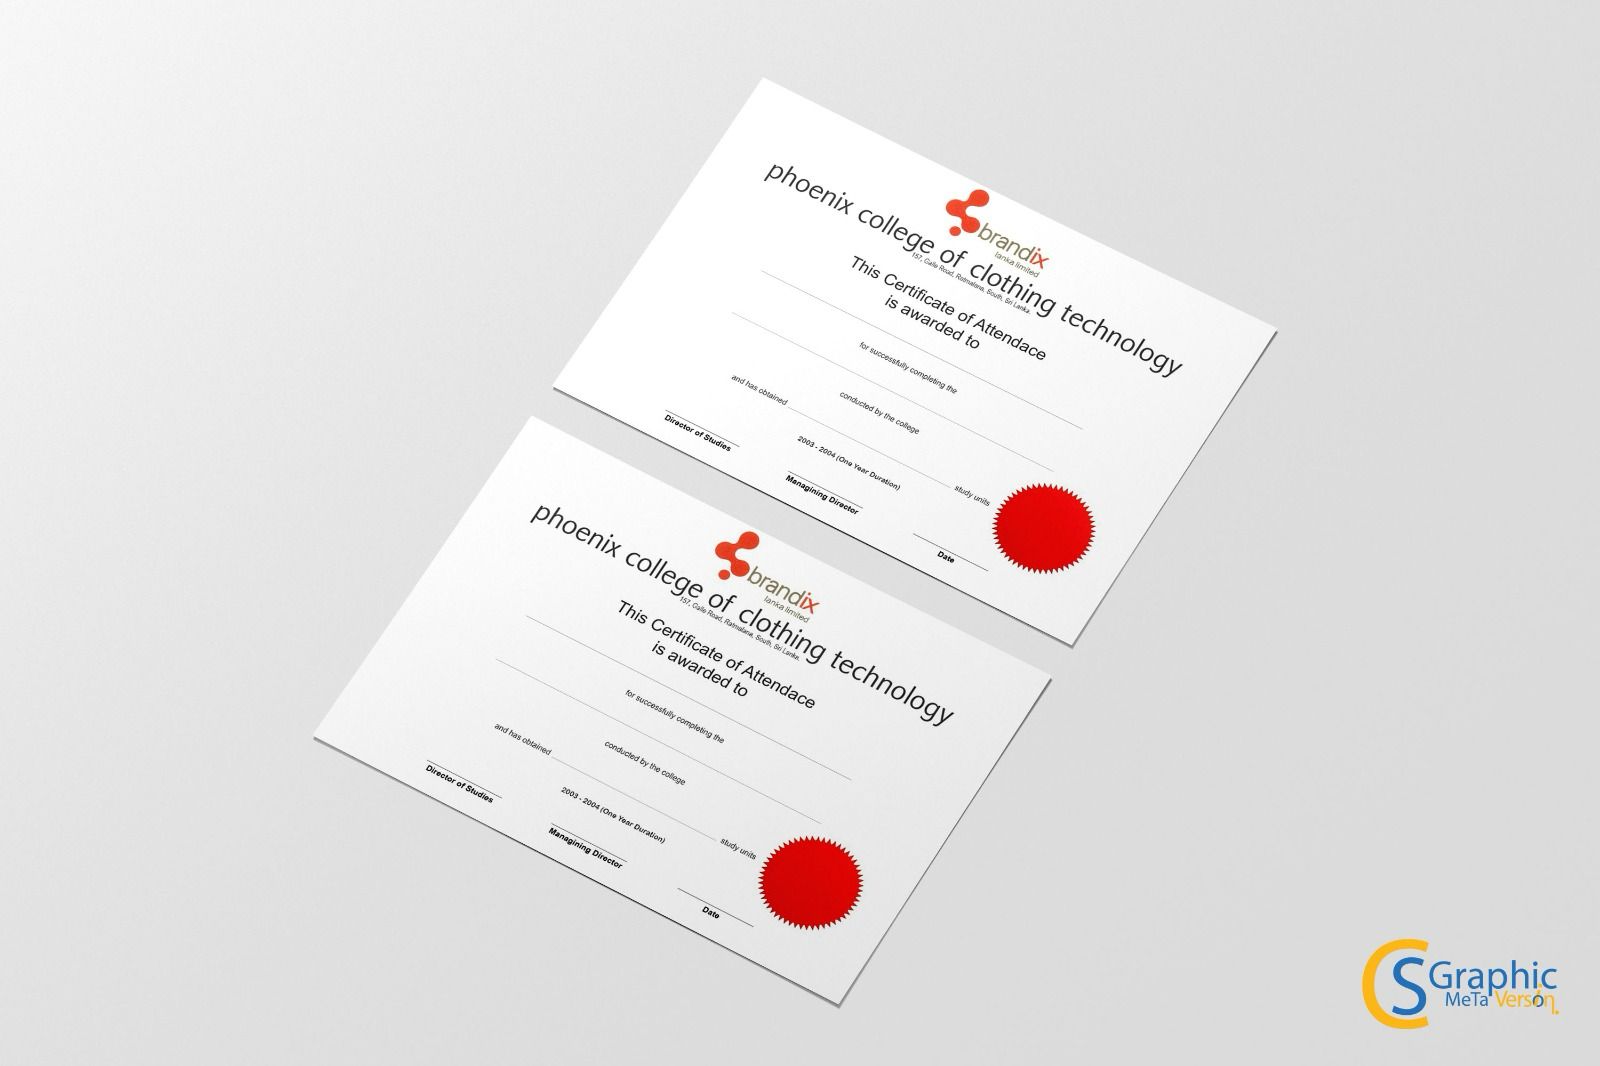 brandix
lanka limited
phoenix college of clothing technology
157, Galle Road, Ratmalana, South, Sri Lanka.
This Certificate of Attendace
is awarded to
for successfully completing the
conducted by the college
and has obtained study units
2003 - 2004 (One Year Duration)
Director of Studies
Managining Director
Date
brandix
lanka limited
phoenix college of clothing technology
157, Galle Road, Ratmalana, South, Sri Lanka.
This Certificate of Attendace
is awarded to
for successfully completing the
conducted by the college
and has obtained study units
2003 - 2004 (One Year Duration)
Director of Studies
Managining Director
Date
CS Graphic
MeTa Versión